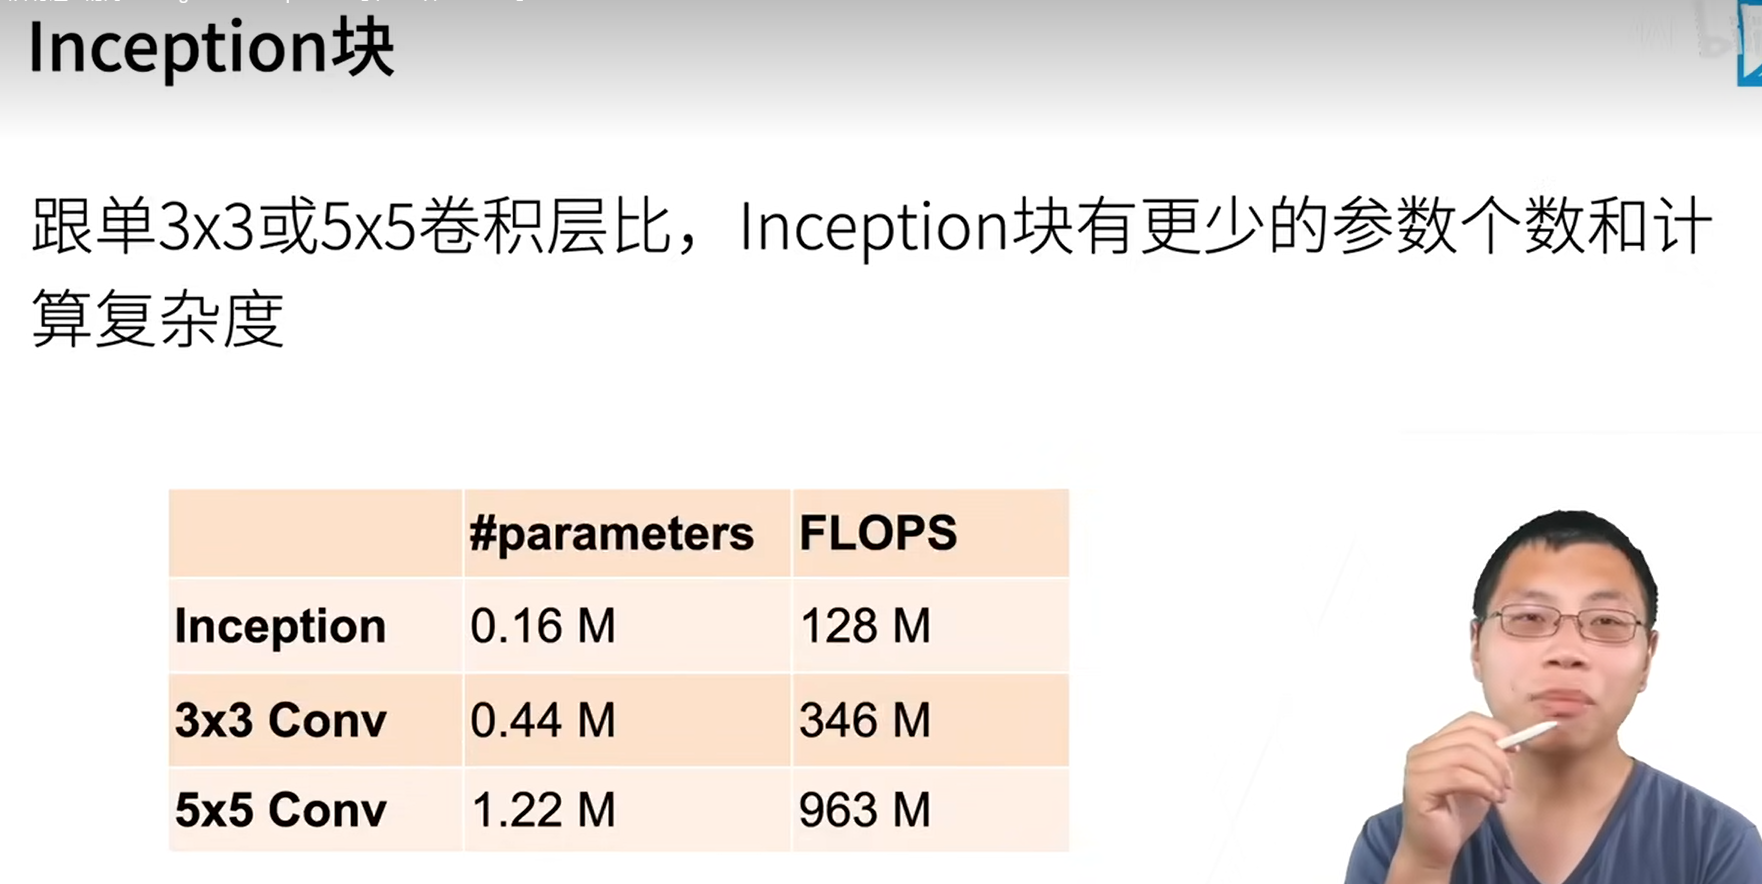 Inception块
跟单3x3或5x5卷积层比，Inception块有更少的参数个数和计
算复杂度
#parameters FLOPS
Inception 0.16 M 128 M
3x3 Conv 0.44 M 346 M
5x5 Conv 1.22 M 963 M